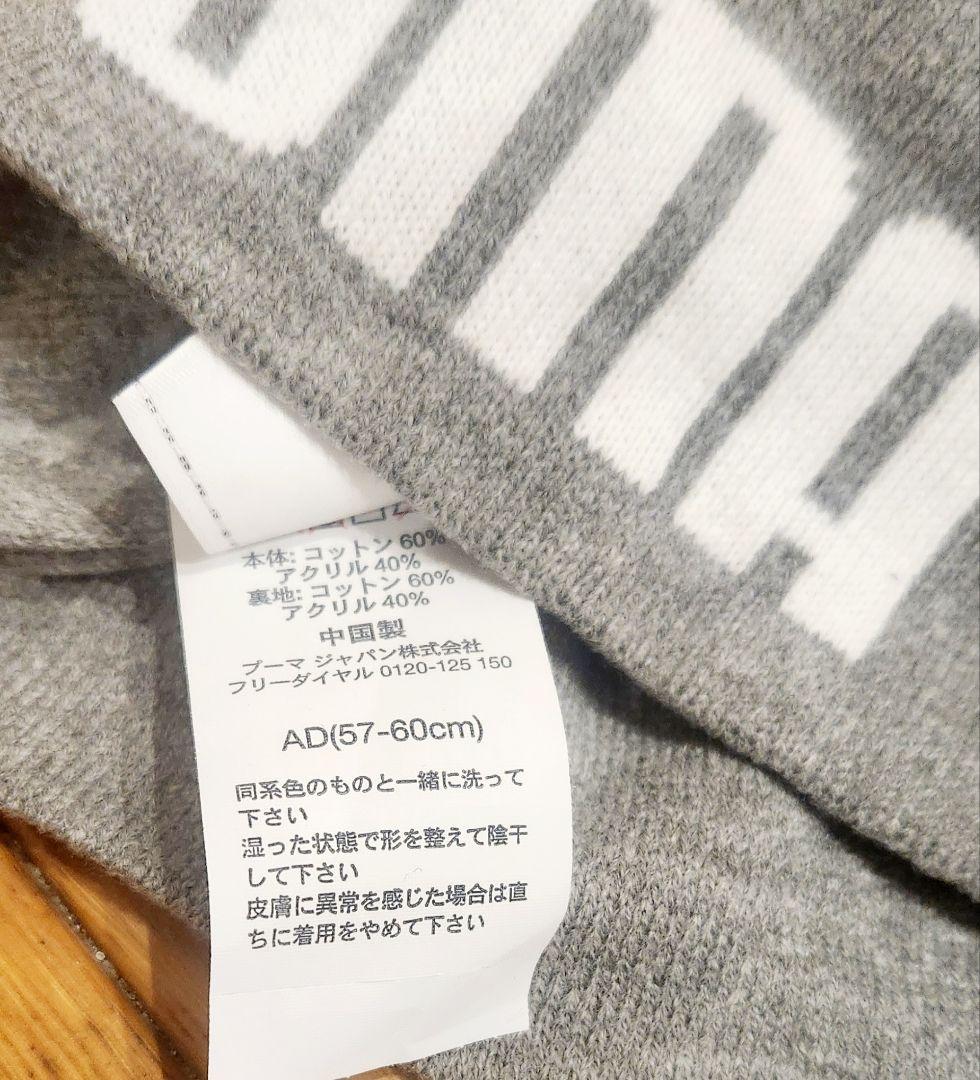 本体: コットン 60%
アクリル 40%
裏地: コットン 60%
アクリル 40%
中国製
プーマ ジャパン株式会社
フリーダイヤル 0120-125 150
AD(57-60cm)
同系色のものと一緒に洗って
下さい
湿った状態で形を整えて陰干
して下さい
皮膚に異常を感じた場合は直
ちに着用をやめて下さい